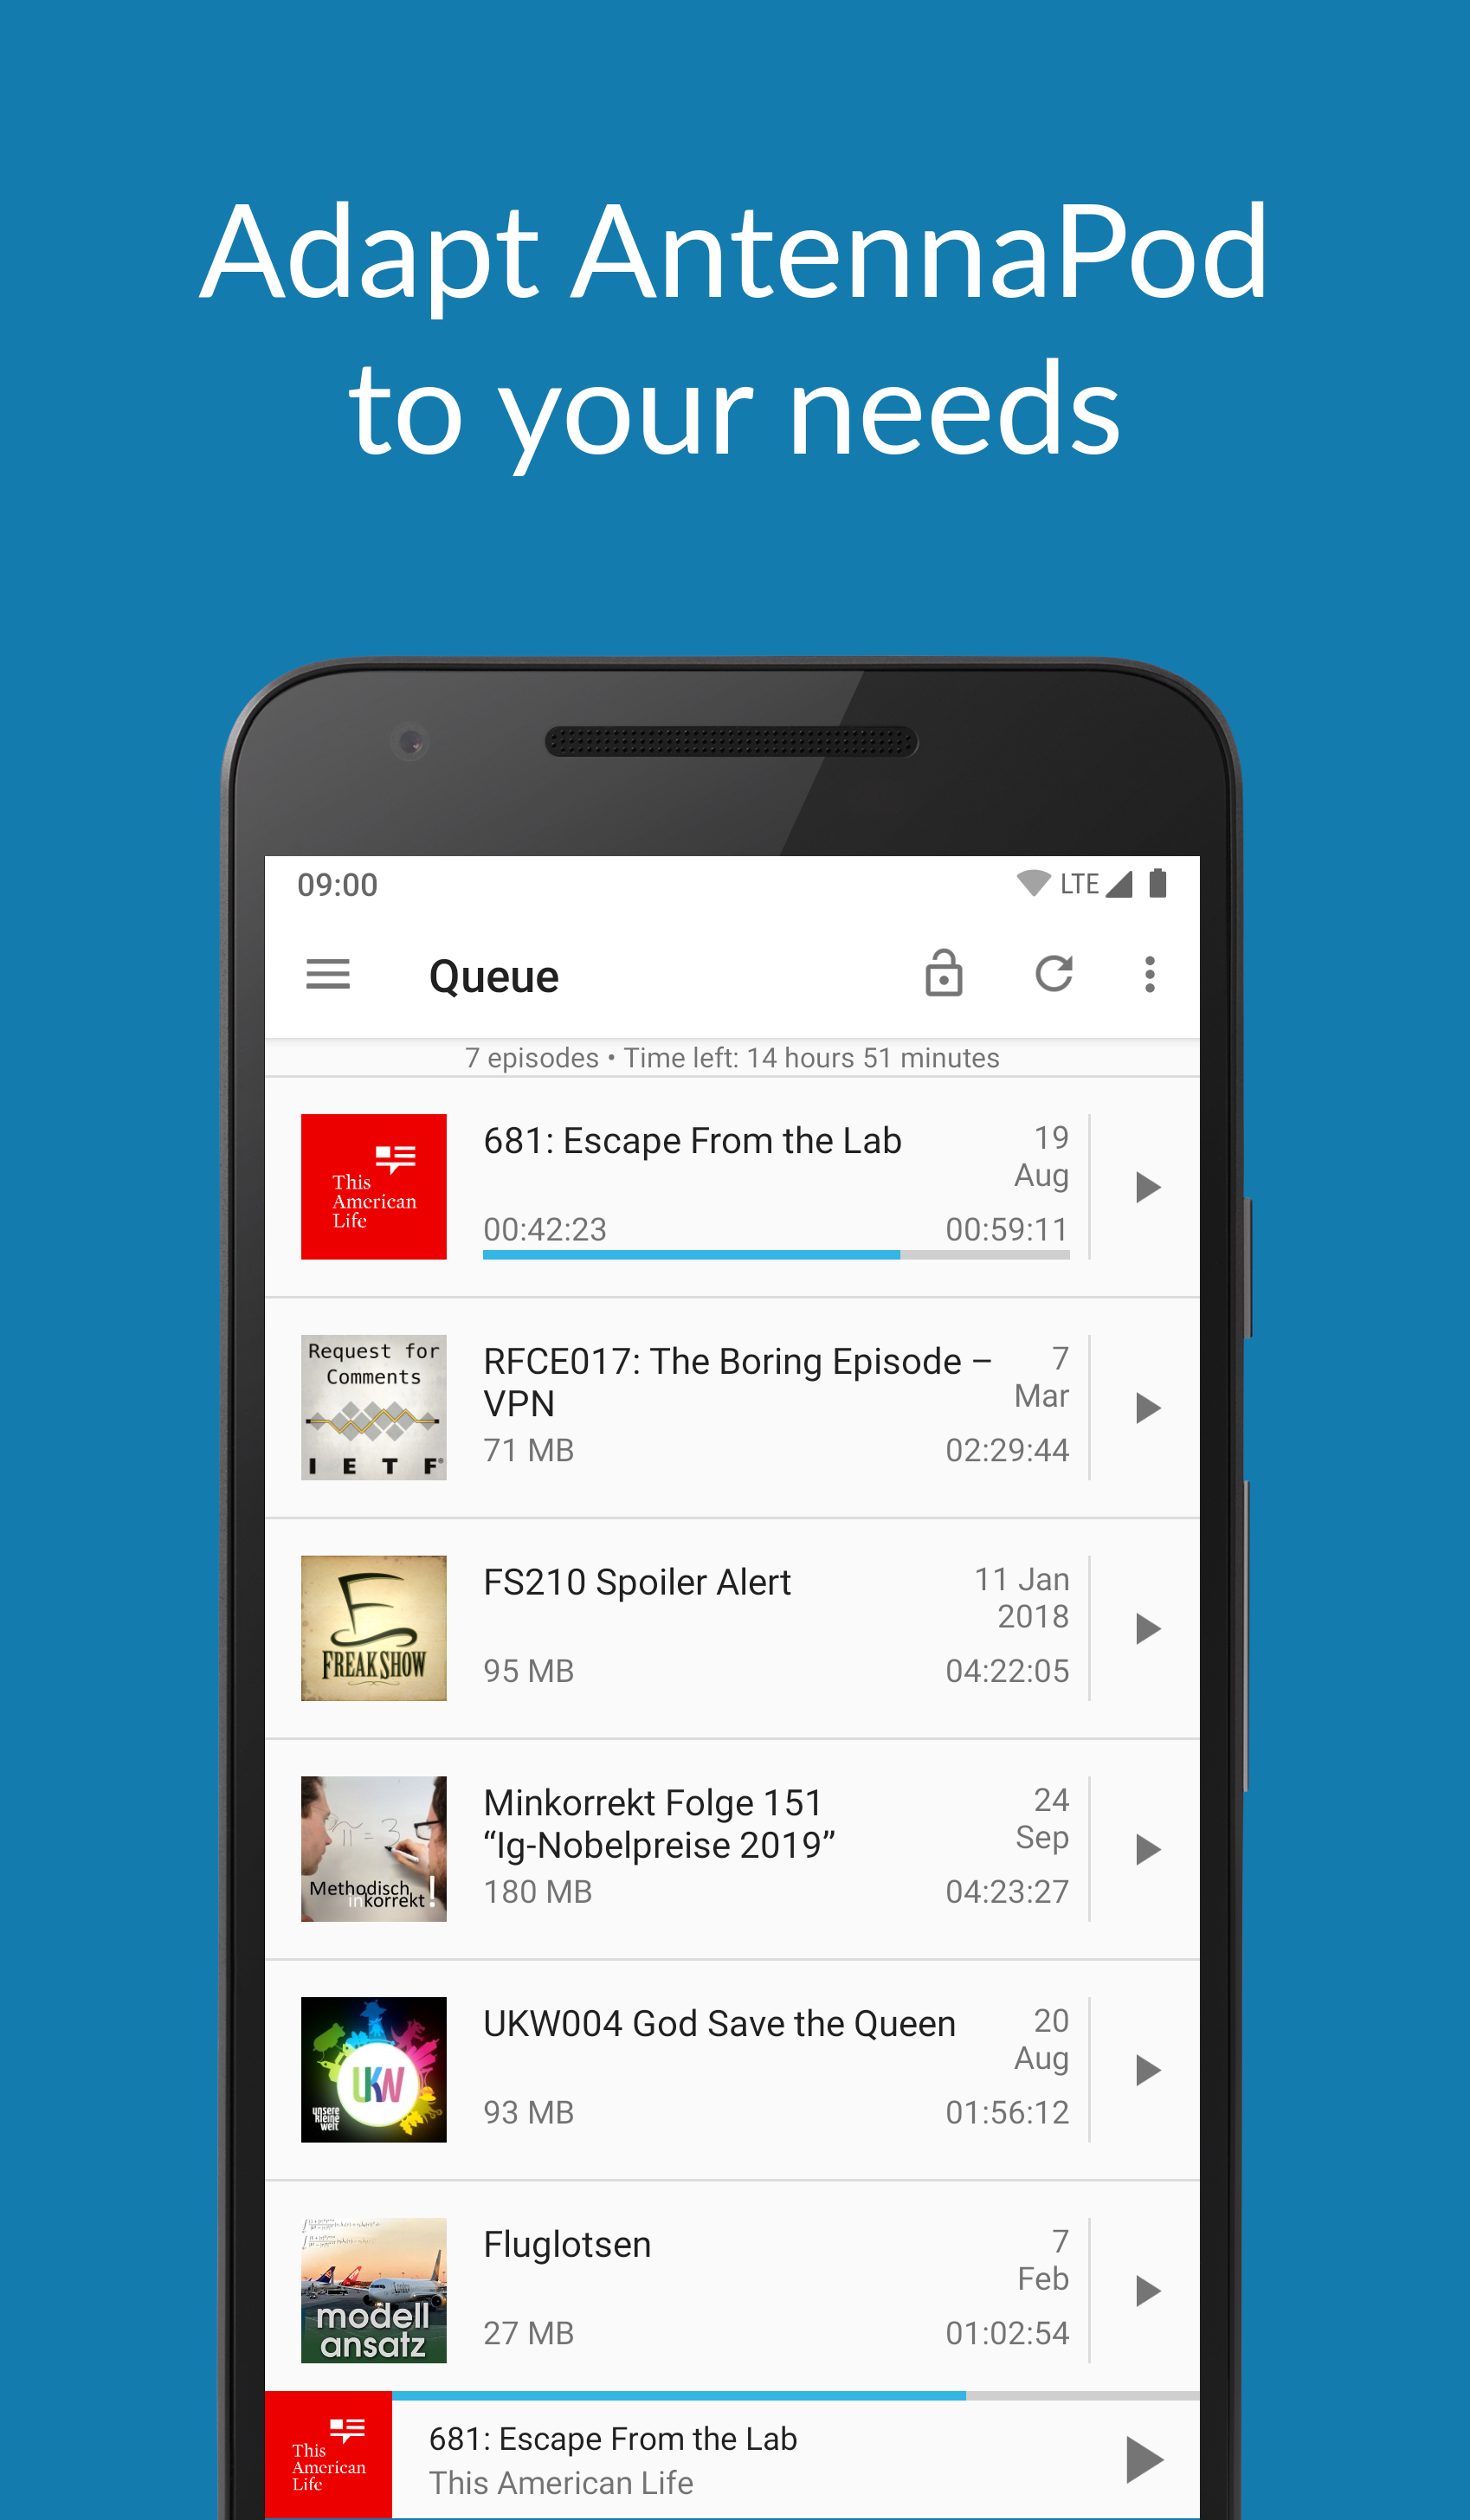 Adapt AntennaPod
to your needs
09:00
LTE
Queue
7 episodes • Time left: 14 hours 51 minutes
This
American
Life
681: Escape From the Lab
19
Aug
00:42:23
00:59:11
Request for
Comments
I E T F
RFCE017: The Boring Episode –
VPN
7
Mar
71 MB
02:29:44
FREAK SHOW
FS210 Spoiler Alert
11 Jan
2018
95 MB
04:22:05
π = 3
Methodisch
inkorrekt!
Minkorrekt Folge 151
“Ig-Nobelpreise 2019”
24
Sep
180 MB
04:23:27
UKW
unsere
kleine
welt
UKW004 God Save the Queen
20
Aug
93 MB
01:56:12
modell
ansatz
Fluglotsen
7
Feb
27 MB
01:02:54
This
American
Life
681: Escape From the Lab
This American Life